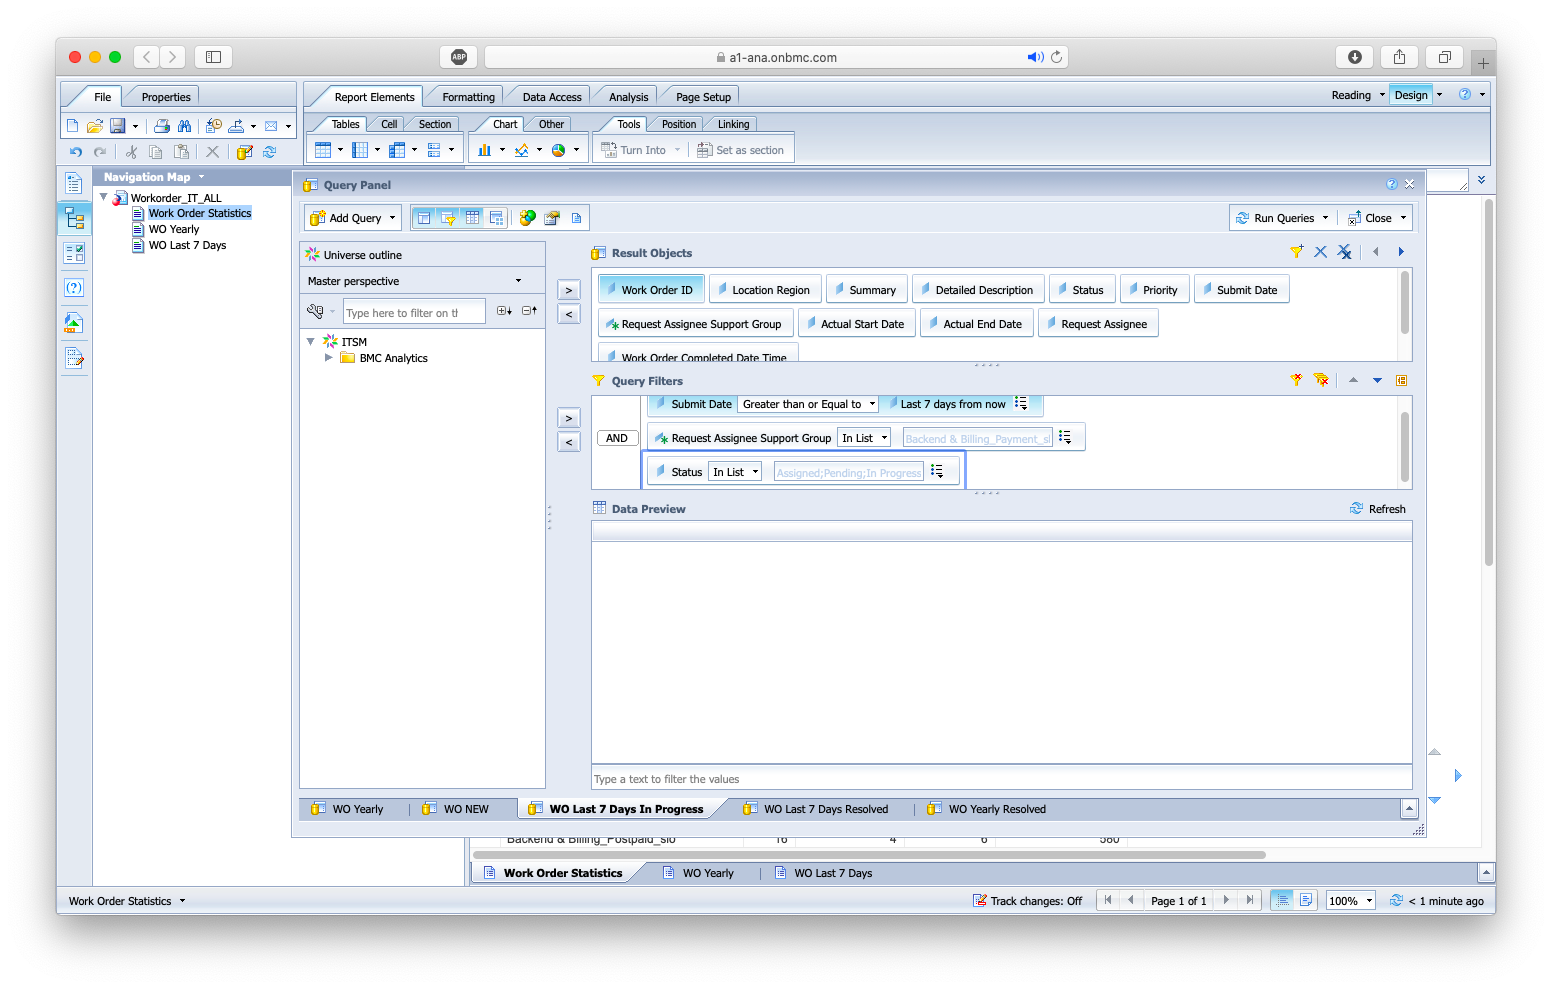 ABP
a1-ana.onbmc.com
File
Properties
Report Elements
Formatting
Data Access
Analysis
Page Setup
Reading
Design
Tables
Cell
Section
Chart
Other
Tools
Position
Linking
Turn Into
Set as section
Navigation Map
Workorder_IT_ALL
Work Order Statistics
WO Yearly
WO Last 7 Days
Query Panel
Add Query
Run Queries
Close
Universe outline
Master perspective
Type here to filter on tl
ITSM
BMC Analytics
Result Objects
Work Order ID
Location Region
Summary
Detailed Description
Status
Priority
Submit Date
Request Assignee Support Group
Actual Start Date
Actual End Date
Request Assignee
Work Order Completed Date Time
Query Filters
AND
Submit Date Greater than or Equal to Last 7 days from now
Request Assignee Support Group In List Backend & Billing_Payment_sl
Status In List Assigned;Pending;In Progress
Data Preview
Refresh
Type a text to filter the values
WO Yearly
WO NEW
WO Last 7 Days In Progress
WO Last 7 Days Resolved
WO Yearly Resolved
Backend & Billing_Postpaid_slo 16 4 6 580
Work Order Statistics
WO Yearly
WO Last 7 Days
Work Order Statistics
Track changes: Off
Page 1 of 1
100%
< 1 minute ago